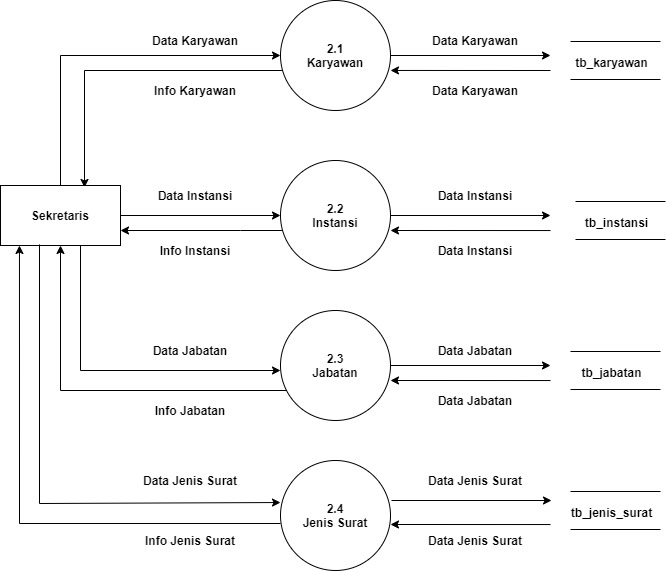 Data Karyawan
2.1
Karyawan
Data Karyawan
tb_karyawan
Info Karyawan
Data Karyawan
Sekretaris
Data Instansi
2.2
Instansi
Data Instansi
tb_instansi
Info Instansi
Data Instansi
Data Jabatan
2.3
Jabatan
Data Jabatan
tb_jabatan
Info Jabatan
Data Jabatan
Data Jenis Surat
2.4
Jenis Surat
Data Jenis Surat
tb_jenis_surat
Info Jenis Surat
Data Jenis Surat